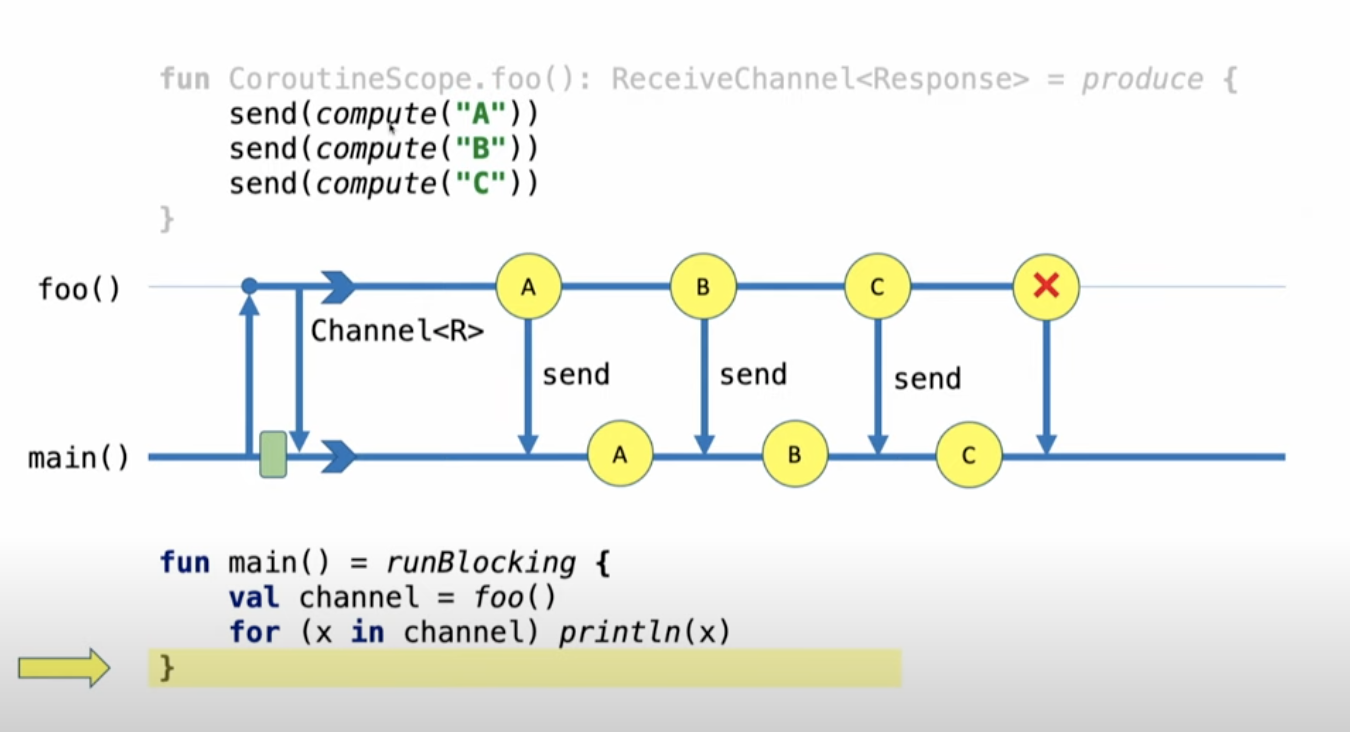 fun CoroutineScope.foo(): ReceiveChannel<Response> = produce {
send(compute("A"))
send(compute("B"))
send(compute("C"))
}
foo()
A
B
C
Channel<R>
send
send
send
main()
A
B
C
fun main() = runBlocking {
val channel = foo()
for (x in channel) println(x)
}